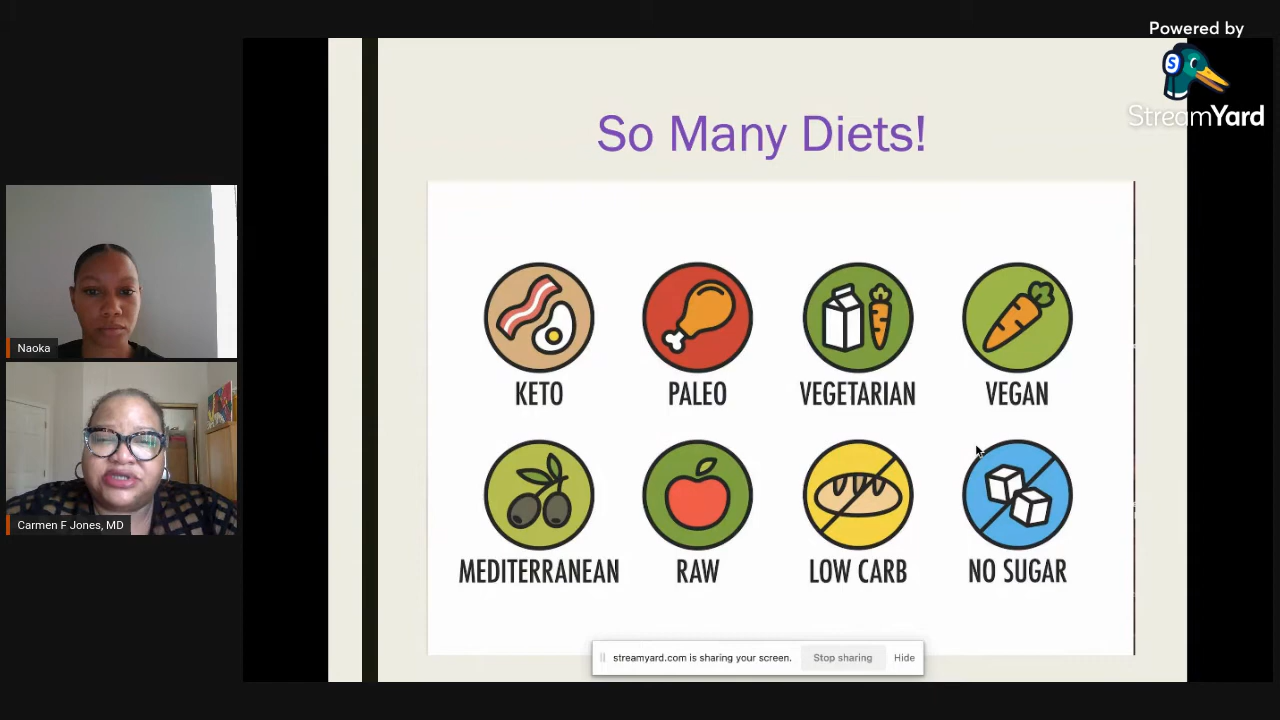 Powered by
S
StreamYard
So Many Diets!
KETO
PALEO
VEGETARIAN
VEGAN
MEDITERRANEAN
RAW
LOW CARB
NO SUGAR
Naoka
Carmen F Jones, MD
streamyard.com is sharing your screen.
Stop sharing
Hide